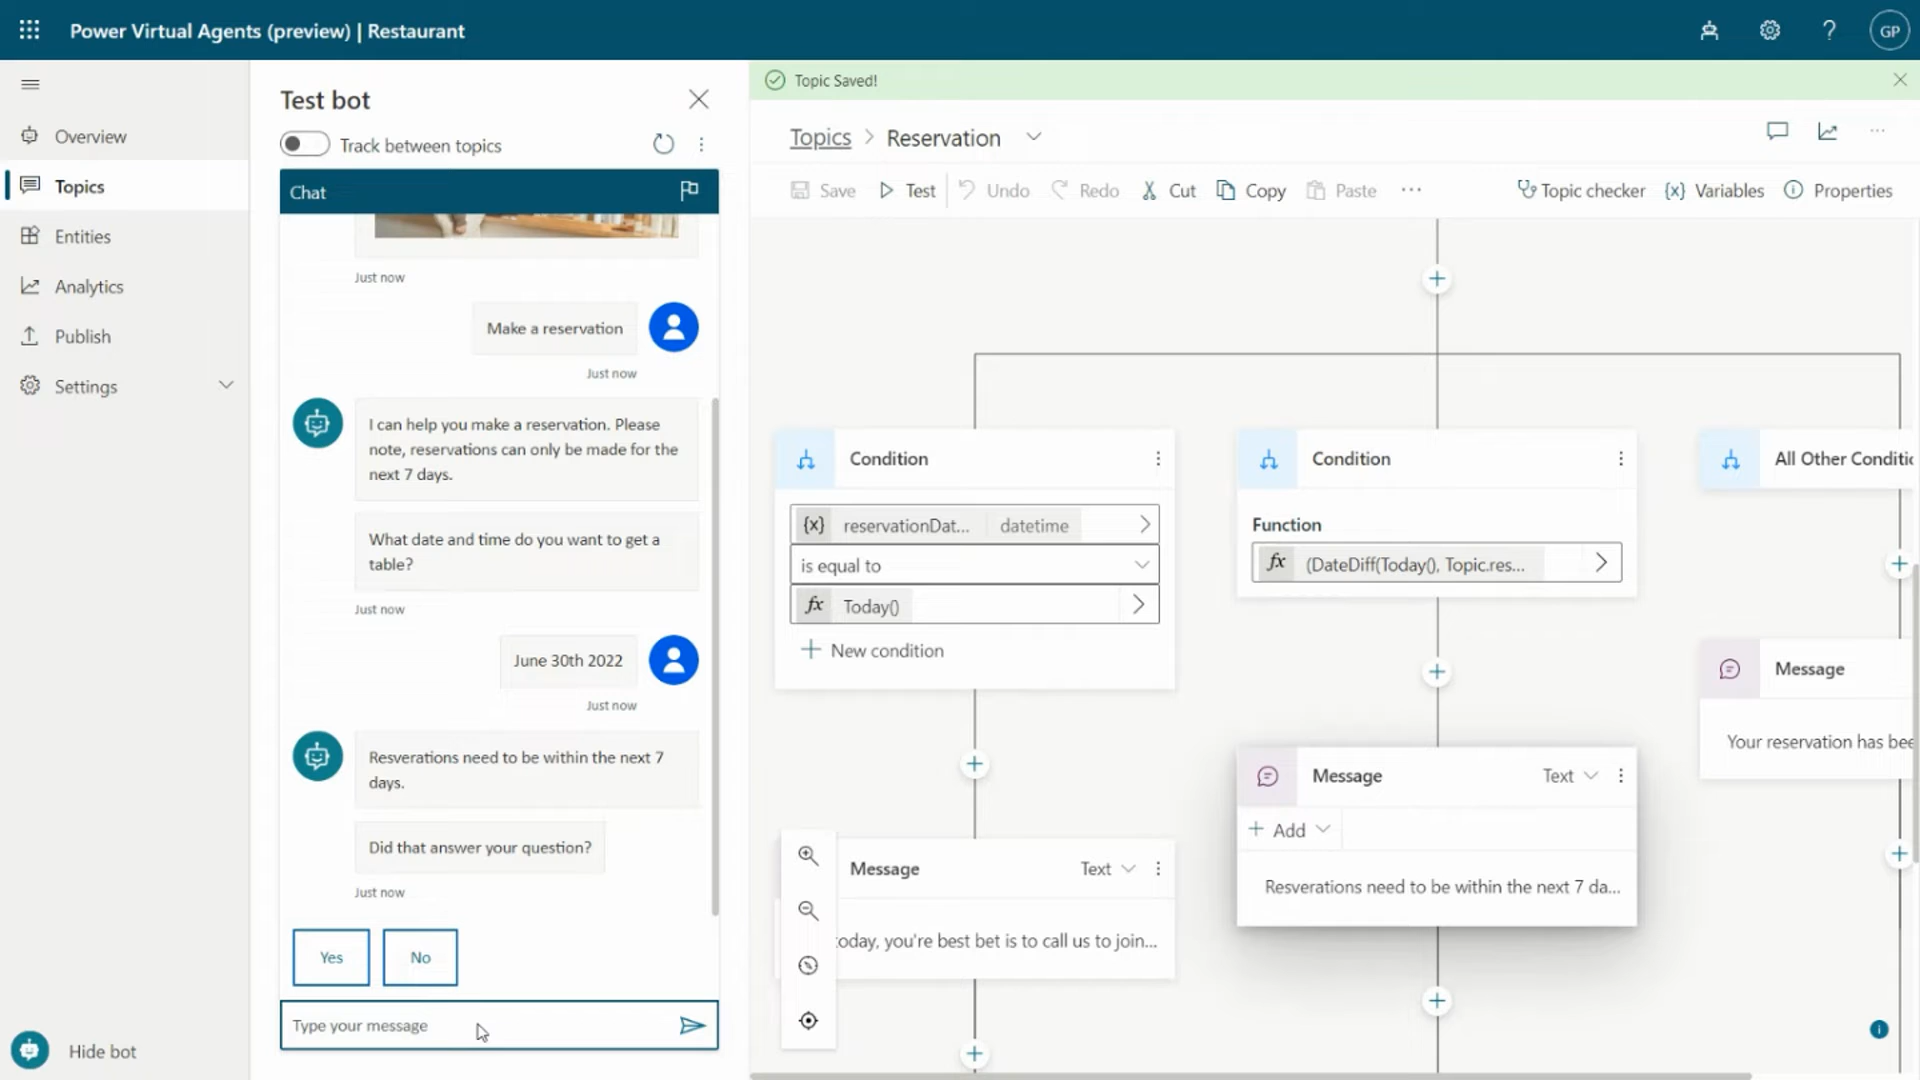 Power Virtual Agents (preview) | Restaurant
GP
Overview
Topics
Entities
Analytics
Publish
Settings
Hide bot
Test bot
Track between topics
Chat
Just now
Make a reservation
Just now
I can help you make a reservation. Please
note, reservations can only be made for the
next 7 days.
What date and time do you want to get a
table?
Just now
June 30th 2022
Just now
Resverations need to be within the next 7
days.
Did that answer your question?
Just now
Yes
No
Type your message
Topic Saved!
Topics > Reservation
Save
Test
Undo
Redo
Cut
Copy
Paste
Topic checker
{x} Variables
Properties
Condition
{x} reservationDat... datetime
is equal to
fx Today()
New condition
Message
Text
today, you're best bet is to call us to join...
Condition
Function
fx (DateDiff(Today(), Topic.res...
Message
Text
Add
Resverations need to be within the next 7 da...
All Other Conditic
Message
Your reservation has bee